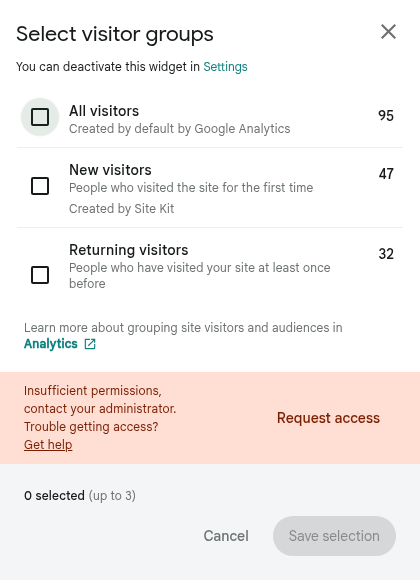 Select visitor groups
You can deactivate this widget in Settings
All visitors
95
Created by default by Google Analytics
New visitors
47
People who visited the site for the first time
Created by Site Kit
Returning visitors
32
People who have visited your site at least once
before
Learn more about grouping site visitors and audiences in
Analytics
Insufficient permissions,
contact your administrator.
Trouble getting access?
Get help
Request access
0 selected (up to 3)
Cancel
Save selection